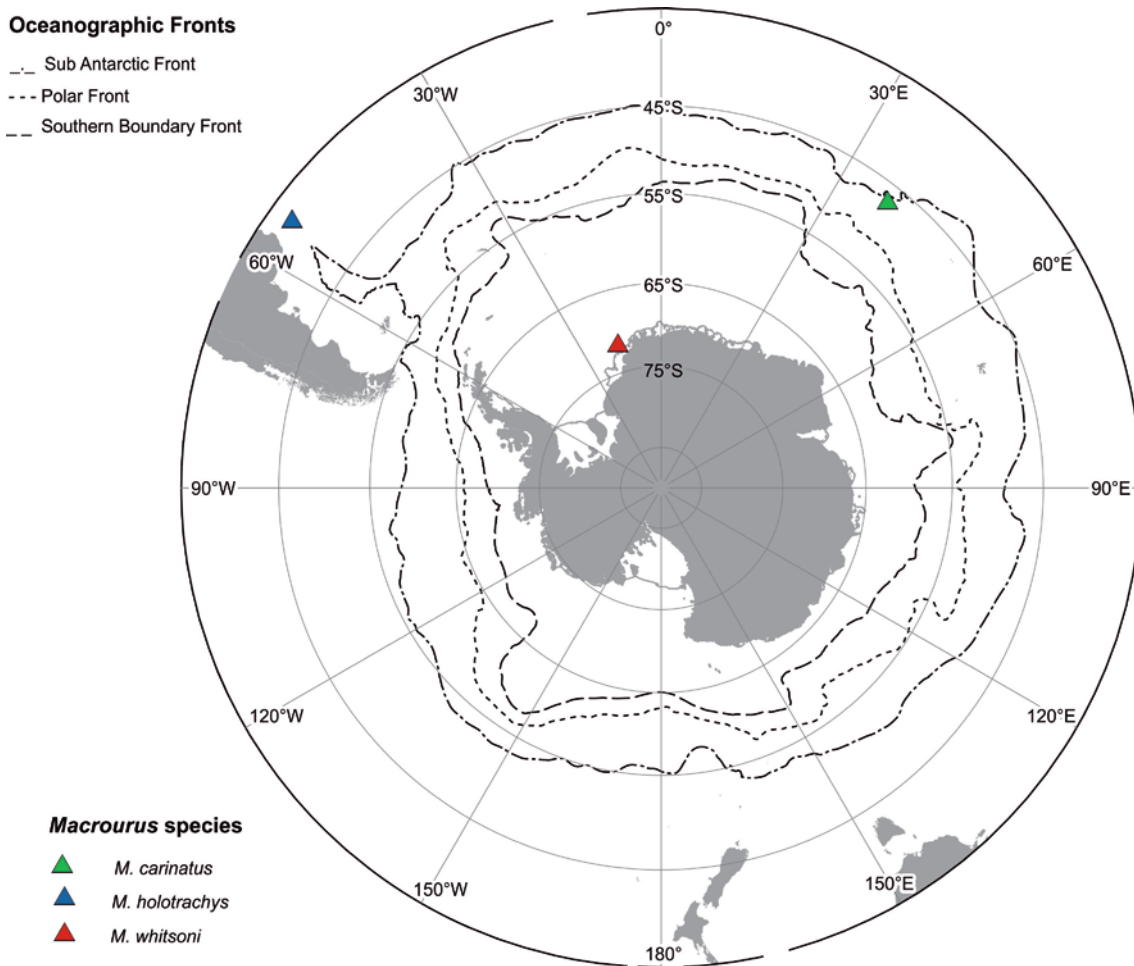 Oceanographic Fronts
Sub Antarctic Front
Polar Front
Southern Boundary Front
0°
30°W
30°E
45°S
55°S
60°W
60°E
65°S
75°S
90°W
90°E
120°W
120°E
150°W
150°E
180°
Macrourus species
M. carinatus
M. holotrachys
M. whitsoni